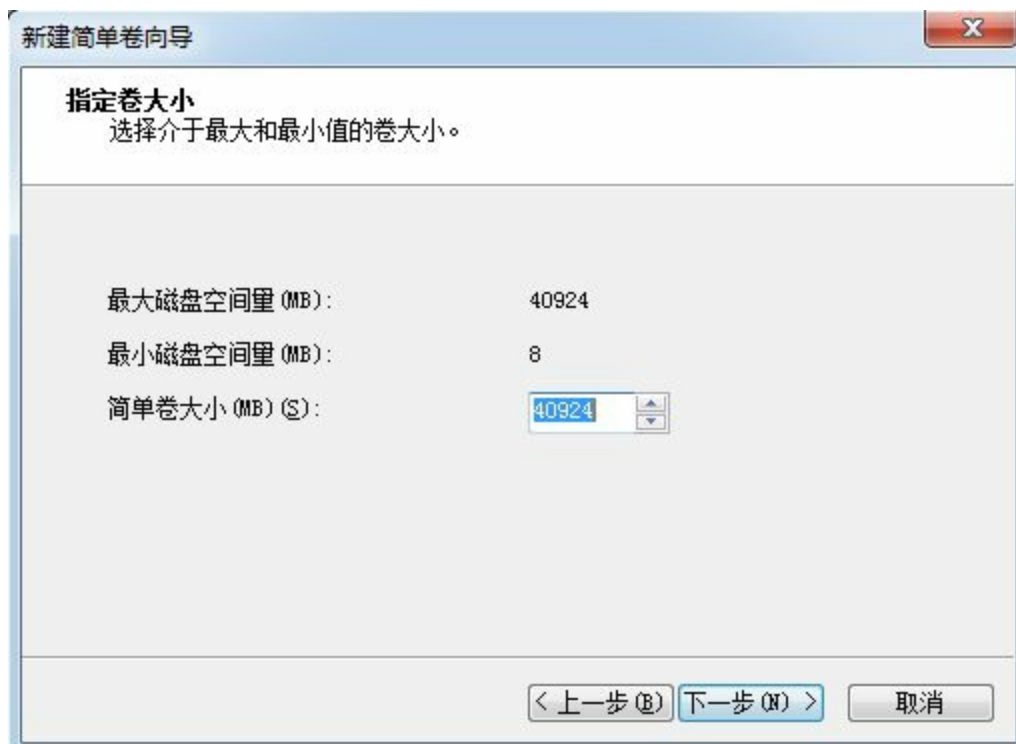 新建简单卷向导
指定卷大小
选择介于最大和最小值的卷大小。
最大磁盘空间量(MB): 40924
最小磁盘空间量(MB): 8
简单卷大小(MB)(S): 40924
< 上一步(B) 下一步(N) > 取消